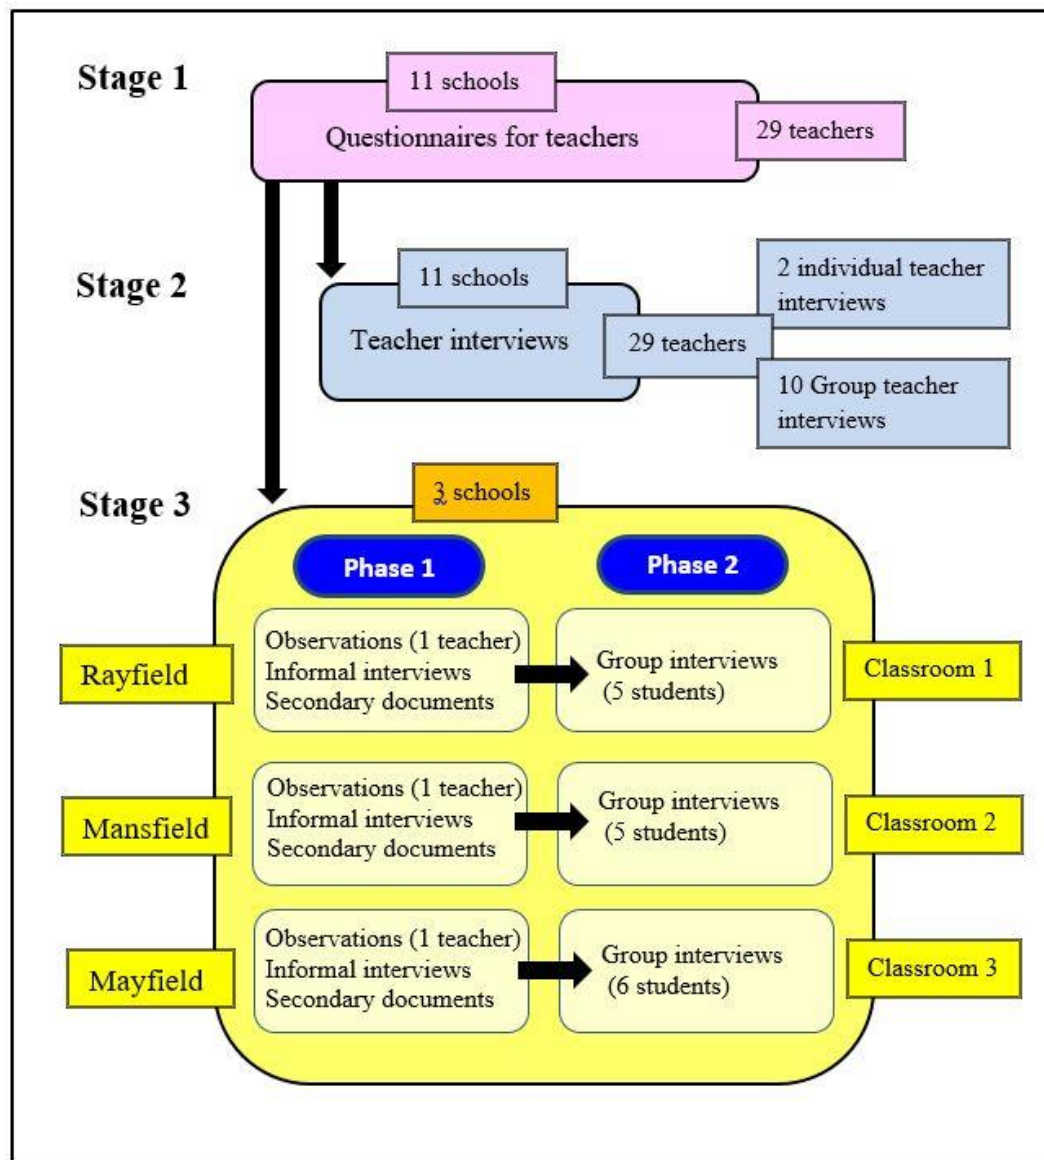 Stage 1
11 schools
Questionnaires for teachers
29 teachers
Stage 2
11 schools
Teacher interviews
29 teachers
2 individual teacher
interviews
10 Group teacher
interviews
Stage 3
3 schools
Phase 1
Phase 2
Rayfield
Observations (1 teacher)
Informal interviews
Secondary documents
Group interviews
(5 students)
Classroom 1
Mansfield
Observations (1 teacher)
Informal interviews
Secondary documents
Group interviews
(5 students)
Classroom 2
Mayfield
Observations (1 teacher)
Informal interviews
Secondary documents
Group interviews
(6 students)
Classroom 3